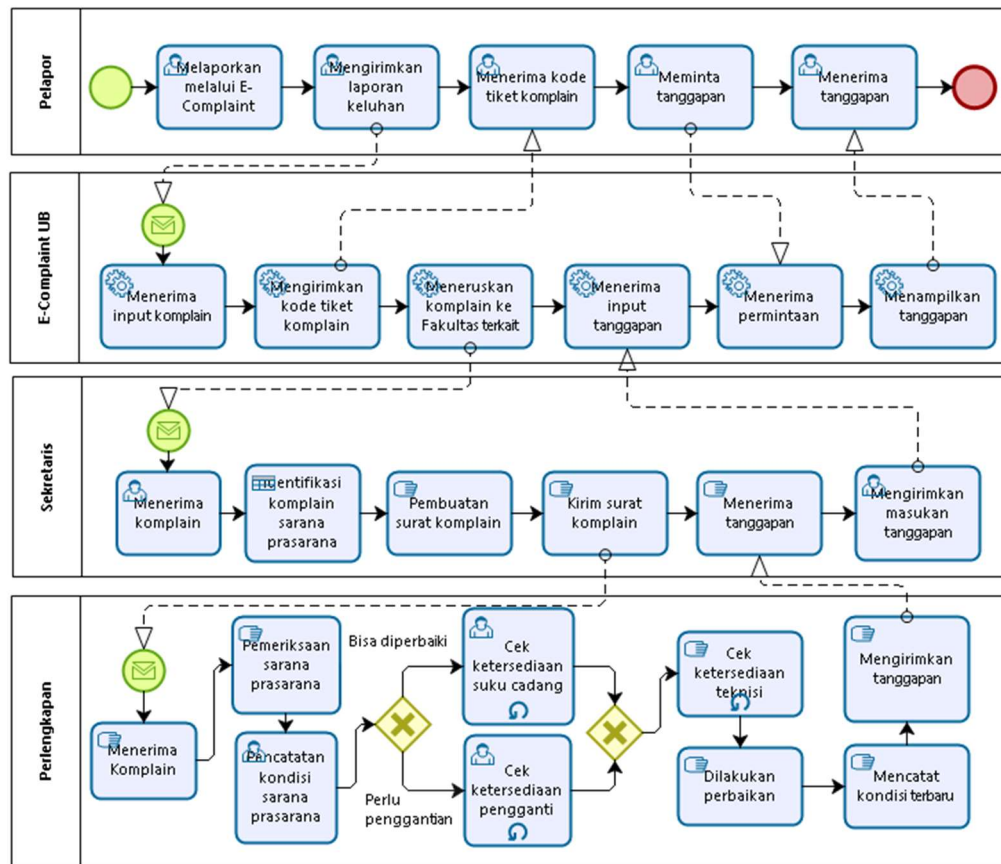 Pelapor
Melaporkan
melalui E-
Complaint
Mengirimkan
laporan
keluhan
Menerima kode
tiket komplain
Meminta
tanggapan
Menerima
tanggapan
E-Complaint UB
Menerima
input komplain
Mengirimkan
kode tiket
komplain
Meneruskan
komplain ke
Fakultas terkait
Menerima
input
tanggapan
Menerima
permintaan
Menampilkan
tanggapan
Sekretaris
Menerima
komplain
Identifikasi
komplain
sarana
prasarana
Pembuatan
surat komplain
Kirim surat
komplain
Menerima
tanggapan
Mengirimkan
masukan
tanggapan
Perlengkapan
Menerima
Komplain
Pemeriksaan
sarana
prasarana
Pencatatan
kondisi
sarana
prasarana
Bisa diperbaiki
Perlu
penggantian
Cek
ketersediaan
suku cadang
Cek
ketersediaan
pengganti
Cek
ketersediaan
teknisi
Dilakukan
perbaikan
Mencatat
kondisi terbaru
Mengirimkan
tanggapan